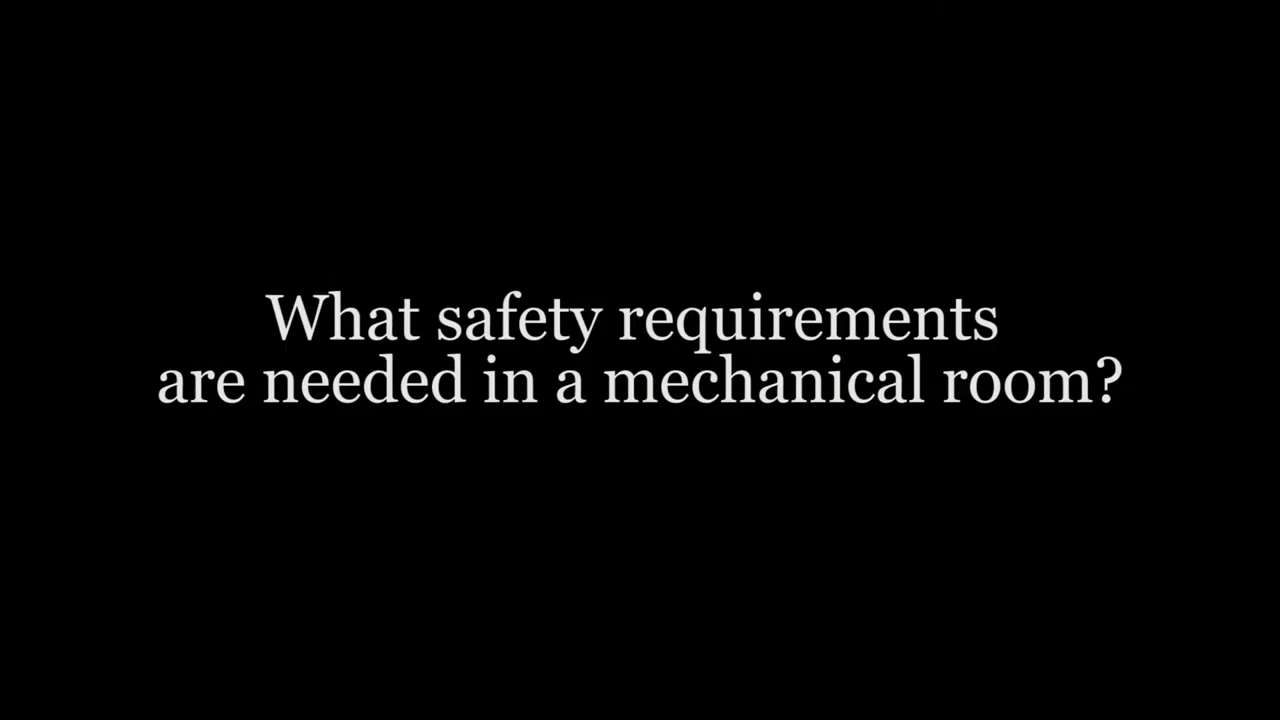 What safety requirements
are needed in a mechanical room?